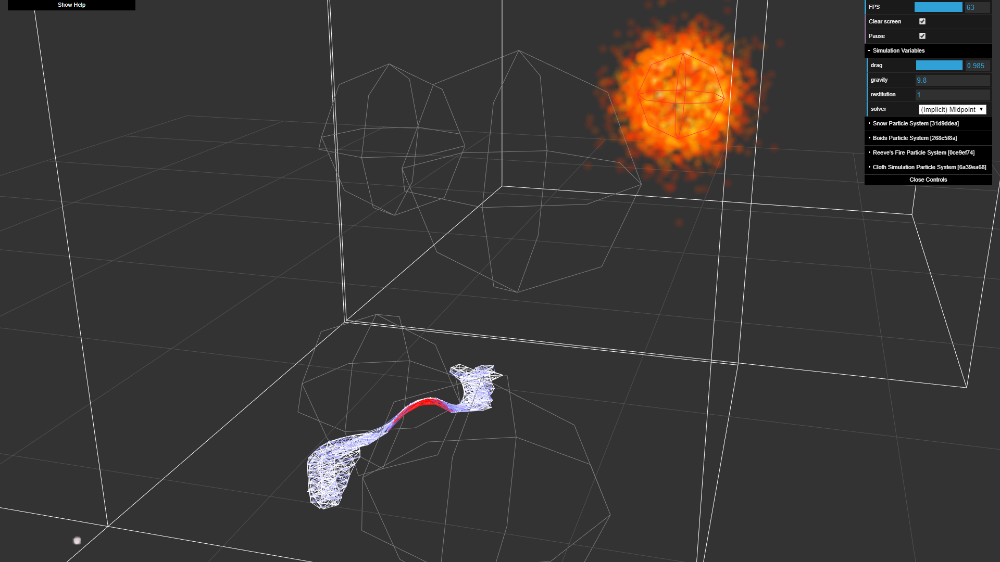 Show Help
FPS 63
Clear screen
Pause
Simulation Variables
drag 0.985
gravity 9.8
restitution 1
solver (Implicit) Midpoint
Snow Particle System [31d9ddea]
Boids Particle System [268c5f8a]
Reeve's Fire Particle System [0ce9ef74]
Cloth Simulation Particle System [6a39ea68]
Close Controls